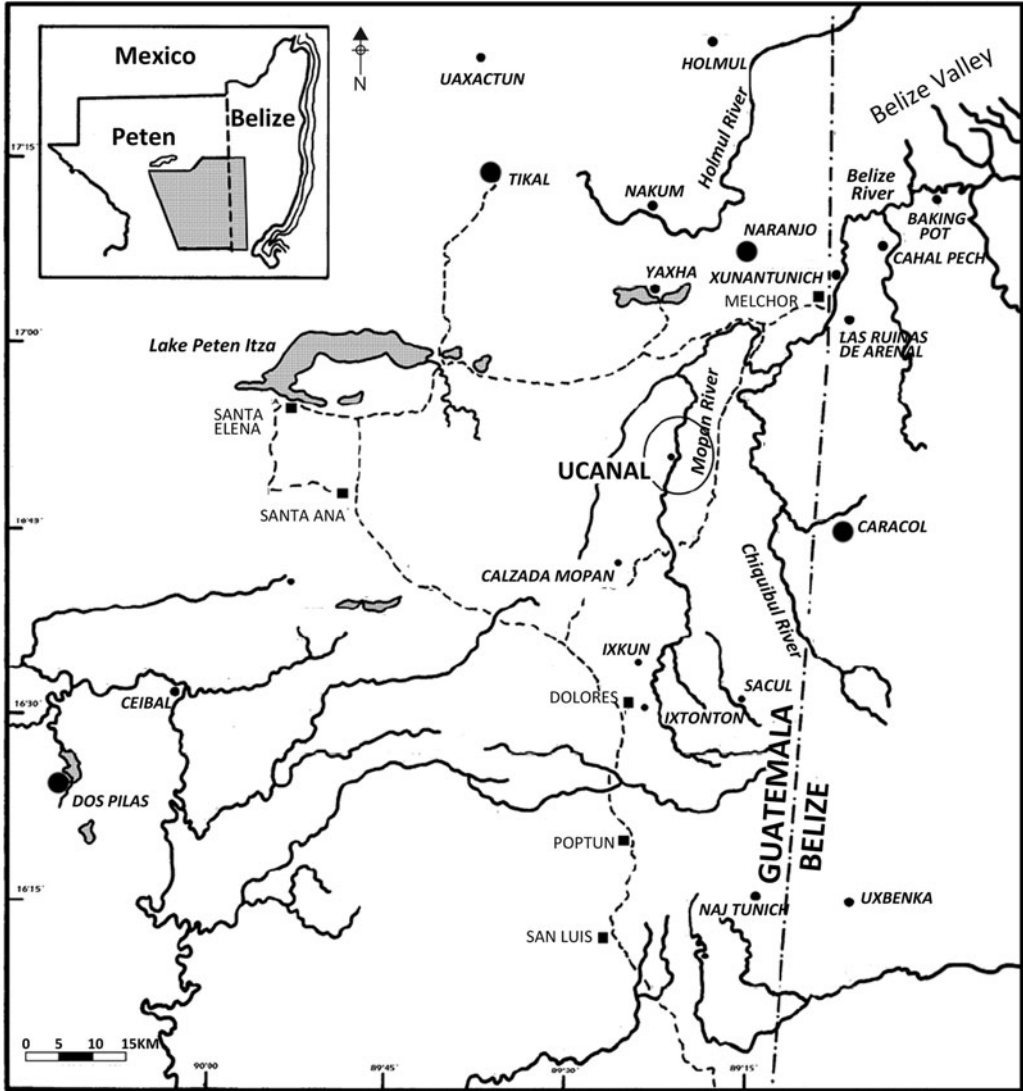 Mexico
Belize
Peten
N
UAXACTUN
HOLMUL
Belize Valley
Holmul River
17°15´
TIKAL
NAKUM
Belize
River
NARANJO
BAKING
POT
CAHAL PECH
YAXHA
XUNANTUNICH
MELCHOR
17°00´
Lake Peten Itza
LAS RUINAS
DE ARENAL
SANTA
ELENA
Mopan River
UCANAL
SANTA ANA
16°49´
CARACOL
CALZADA MOPAN
Chiquibul River
IXKUN
CEIBAL
DOLORES
SACUL
16°30´
IXTONTON
DOS PILAS
GUATEMALA
BELIZE
POPTUN
16°15´
NAJ TUNICH
UXBENKA
SAN LUIS
0 5 10 15KM
90°00´
89°45´
89°30´
89°15´